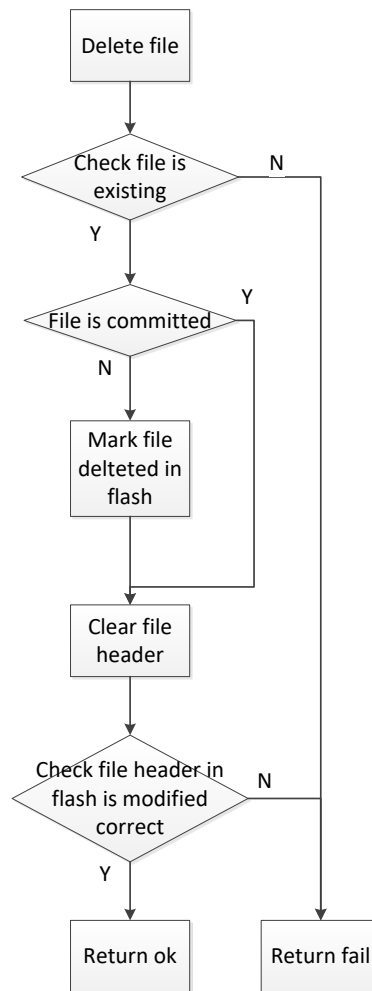 Delete file
Check file is
existing
N
Y
Y
File is committed
N
Mark file
delteted in
flash
Clear file
header
Check file header in
flash is modified
correct
N
Y
Return ok
Return fail